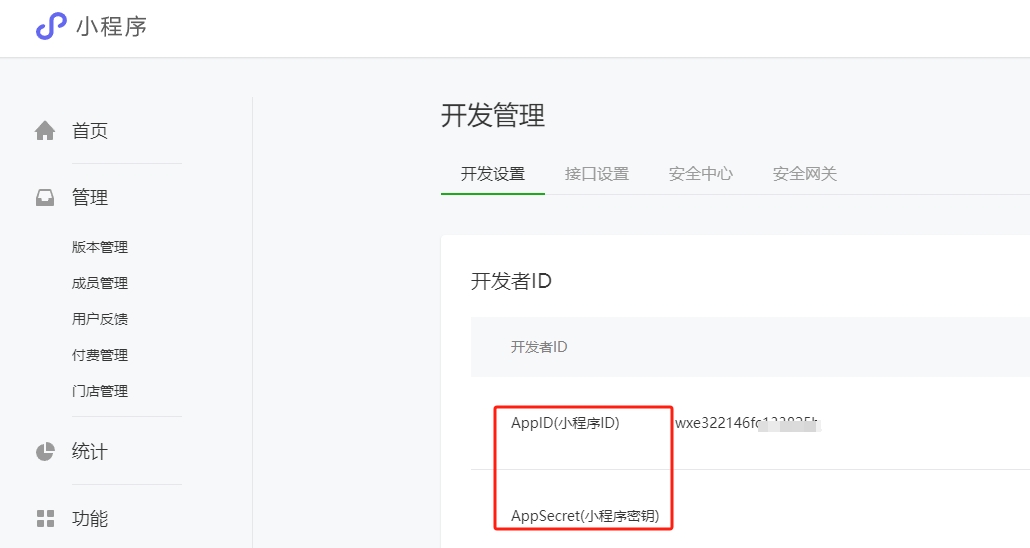 小程序
首页
管理
版本管理
成员管理
用户反馈
付费管理
门店管理
统计
功能
开发管理
开发设置 接口设置 安全中心 安全网关
开发者ID
开发者ID
AppID(小程序ID)
AppSecret(小程序密钥)